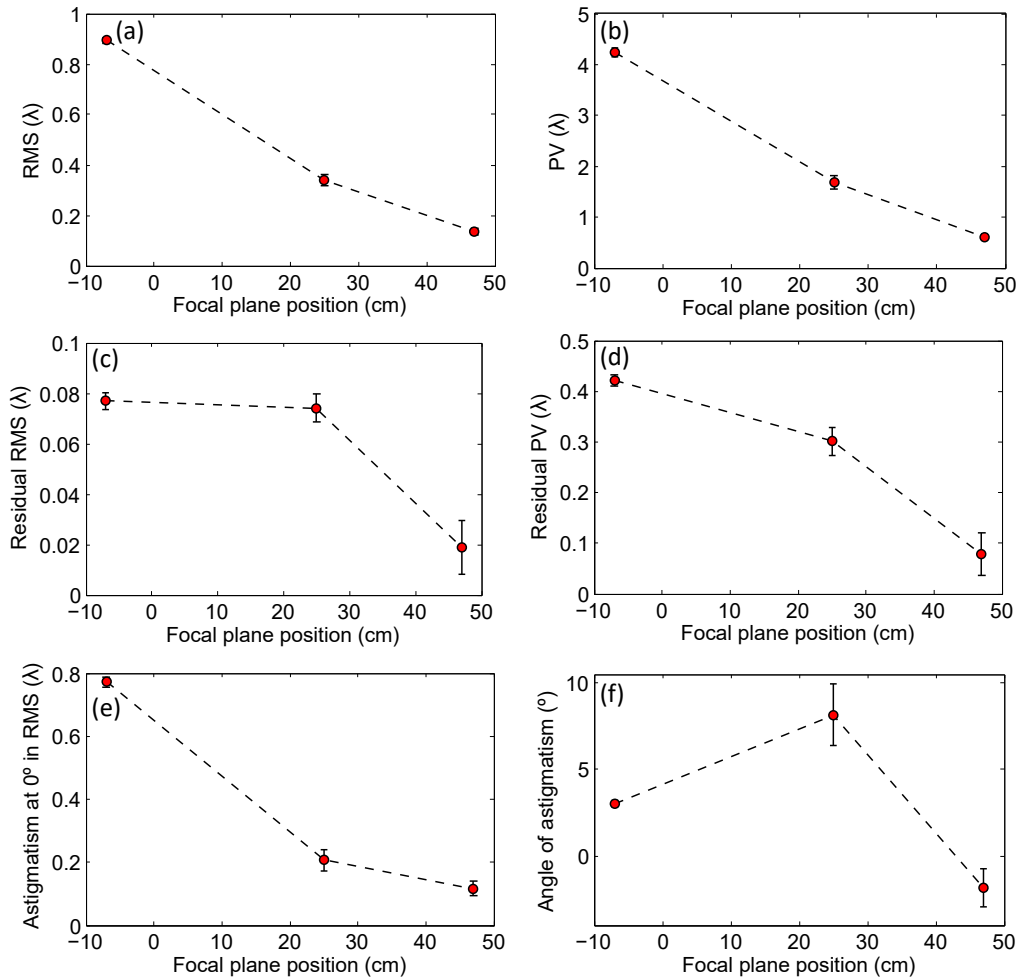 (a)
RMS (λ)
1
0.8
0.6
0.4
0.2
0
−10 0 10 20 30 40 50
Focal plane position (cm)
(b)
PV (λ)
5
4
3
2
1
0
−10 0 10 20 30 40 50
Focal plane position (cm)
(c)
Residual RMS (λ)
0.1
0.08
0.06
0.04
0.02
0
−10 0 10 20 30 40 50
Focal plane position (cm)
(d)
Residual PV (λ)
0.5
0.4
0.3
0.2
0.1
0
−10 0 10 20 30 40 50
Focal plane position (cm)
(e)
Astigmatism at 0º in RMS (λ)
0.8
0.6
0.4
0.2
0
−10 0 10 20 30 40 50
Focal plane position (cm)
(f)
Angle of astigmatism (º)
10
5
0
−10 0 10 20 30 40 50
Focal plane position (cm)